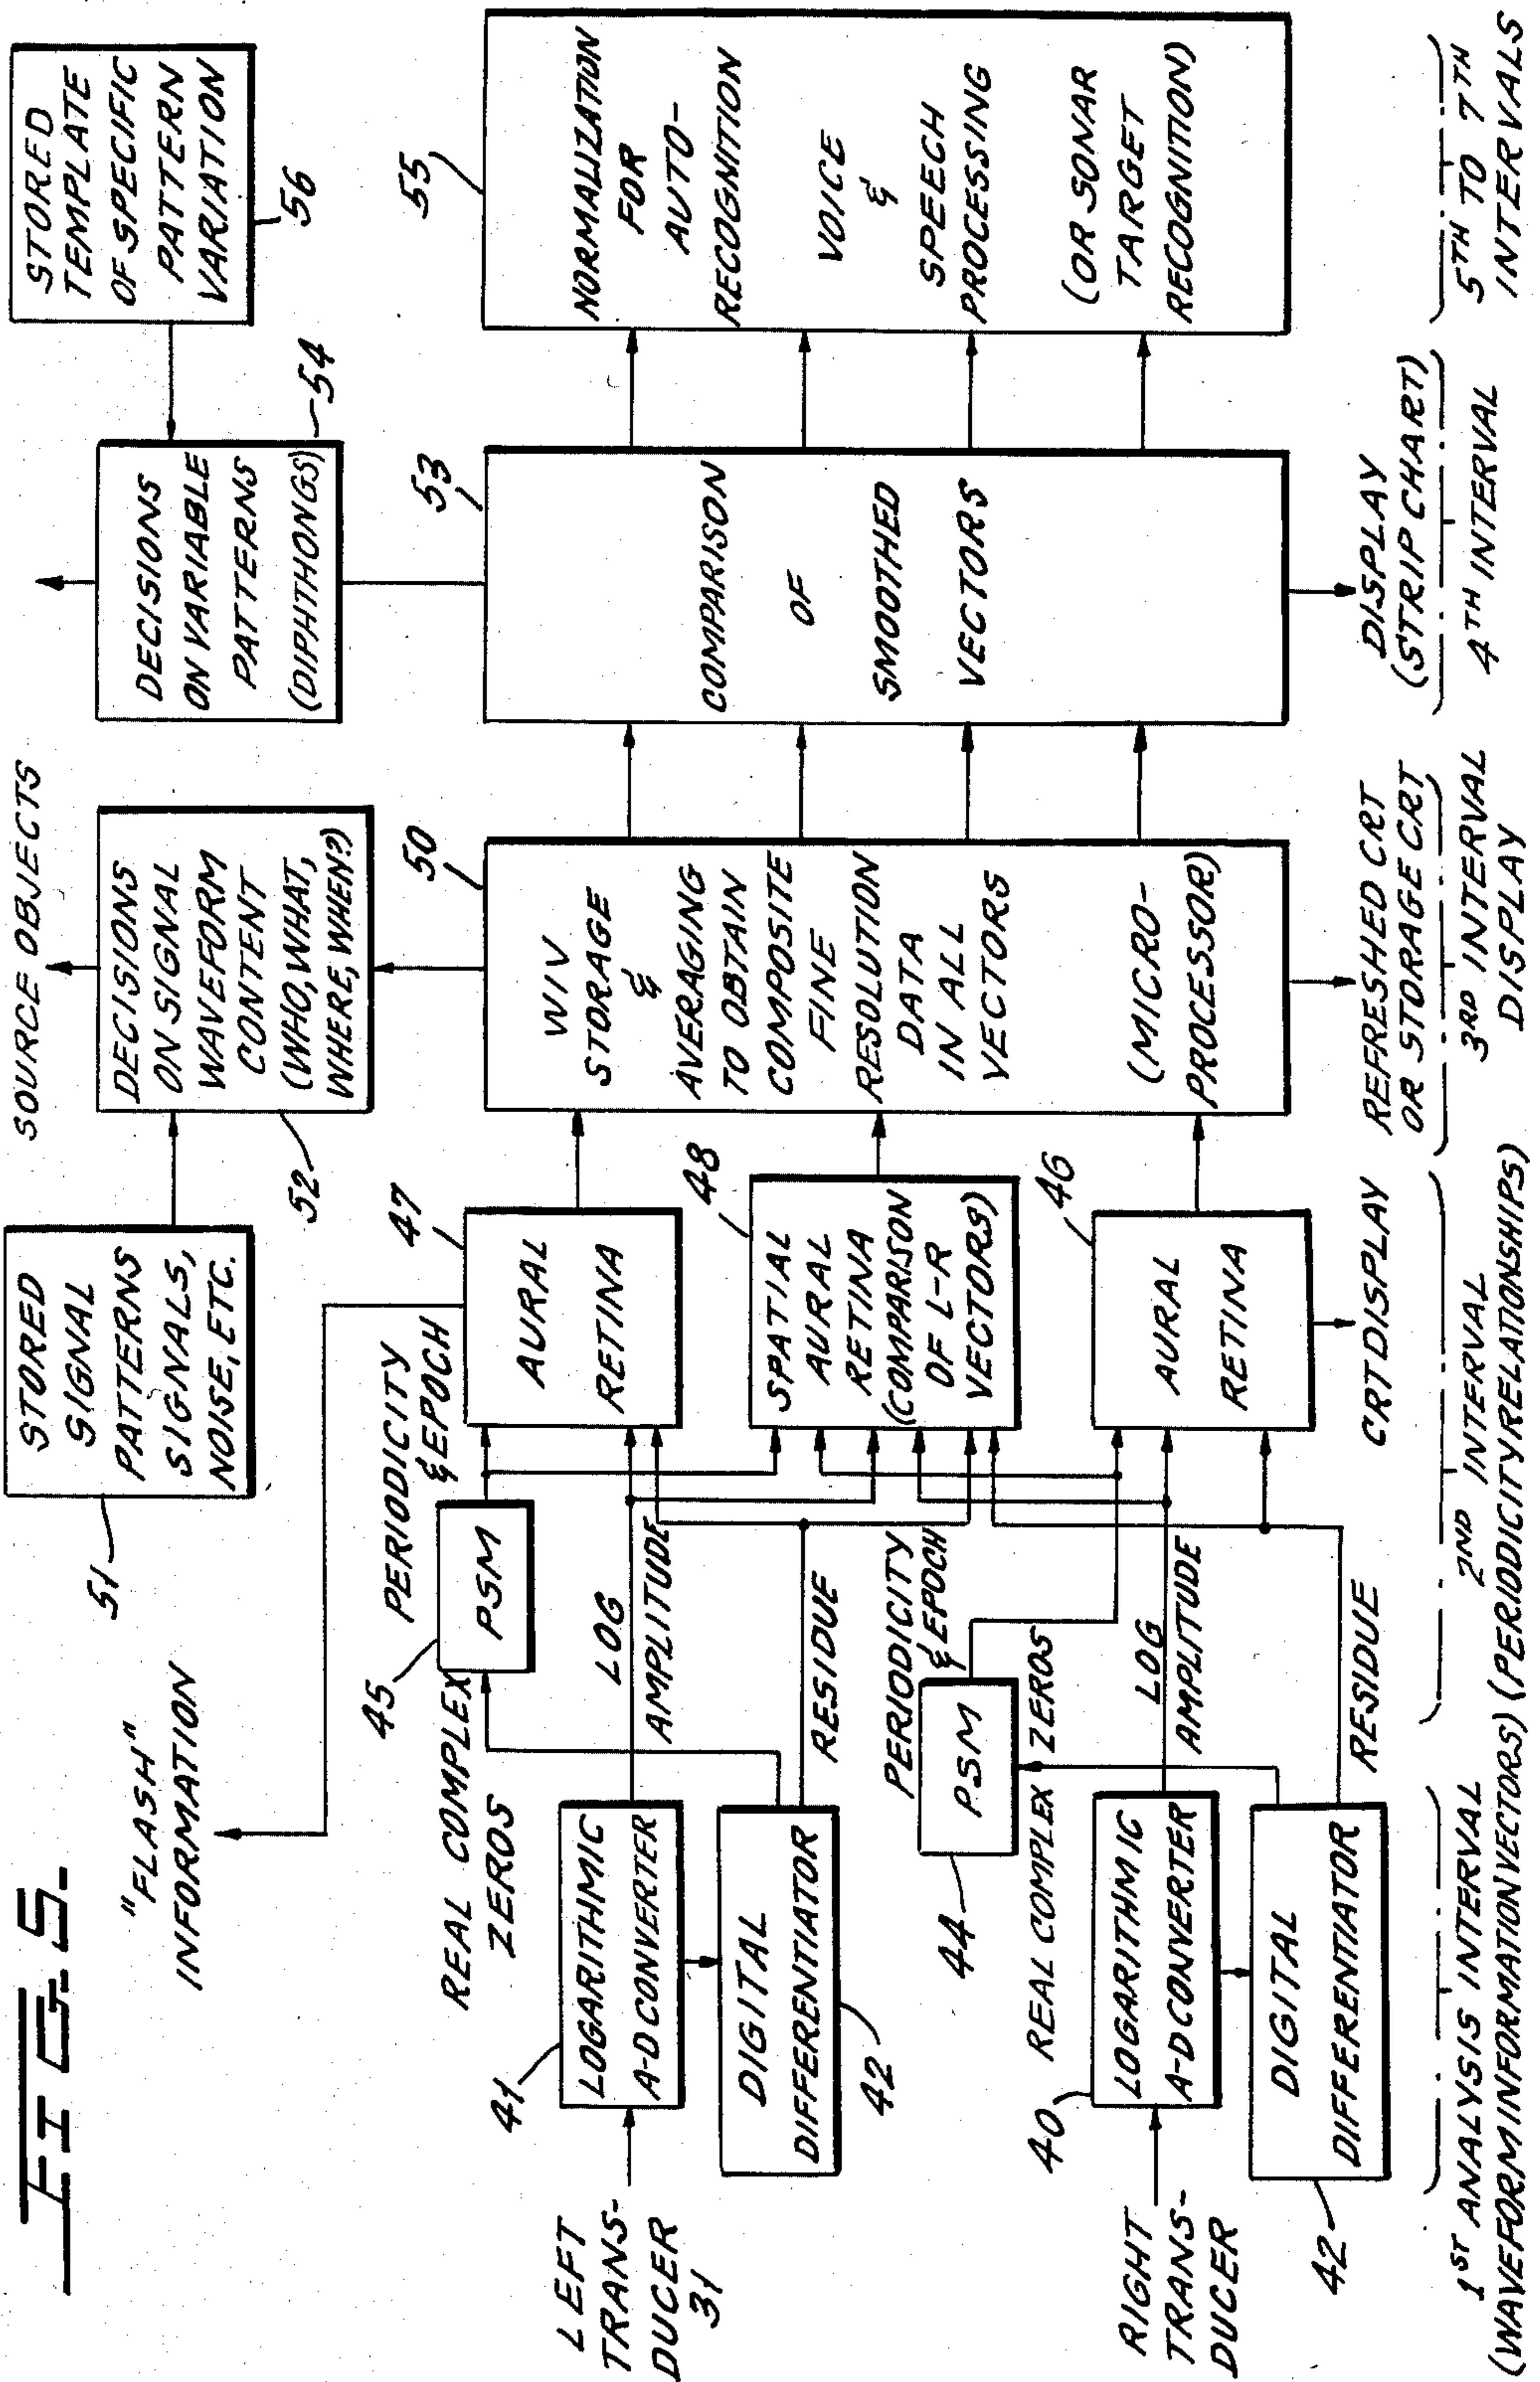 FIG. 5.
"FLASH"
INFORMATION
STORED
SIGNAL
PATTERNS
SIGNALS,
NOISE, ETC.
51
SOURCE OBJECTS
DECISIONS
ON SIGNAL
WAVEFORM
CONTENT
(WHO, WHAT,
WHERE, WHEN?)
52
DECISIONS
ON VARIABLE
PATTERNS
(DIPHTHONGS)
54
STORED
TEMPLATE
OF SPECIFIC
PATTERN
VARIATION
56
LEFT
TRANS-
DUCER
31
41
LOGARITHMIC
A-D CONVERTER
DIGITAL
DIFFERENTIATOR
42
REAL COMPLEX
ZEROS
45
PSM
PERIODICITY
& EPOCH
LOG
AMPLITUDE
RESIDUE
47
AURAL
RETINA
48
SPATIAL
AURAL
RETINA
(COMPARISON
OF L-R
VECTORS)
RIGHT
TRANS-
DUCER
40
LOGARITHMIC
A-D CONVERTER
DIGITAL
DIFFERENTIATOR
42
REAL COMPLEX ZEROS
44
PSM
PERIODICITY
& EPOCH
LOG
AMPLITUDE
RESIDUE
46
AURAL
RETINA
CRT DISPLAY
50
WIV
STORAGE
&
AVERAGING
TO OBTAIN
COMPOSITE
FINE
RESOLUTION
DATA
IN ALL
VECTORS
(MICRO-
PROCESSOR)
REFRESHED CRT
OR STORAGE CRT
53
COMPARISON
OF
SMOOTHED
VECTORS
DISPLAY
(STRIP CHART)
55
NORMALIZATION
FOR
AUTO-
RECOGNITION
VOICE
&
SPEECH
PROCESSING
(OR SONAR
TARGET
RECOGNITION)
1ST ANALYSIS INTERVAL
(WAVEFORM INFORMATION VECTORS)
2ND INTERVAL
(PERIODICITY RELATIONSHIPS)
3RD INTERVAL
DISPLAY
4TH INTERVAL
5TH TO 7TH
INTERVALS